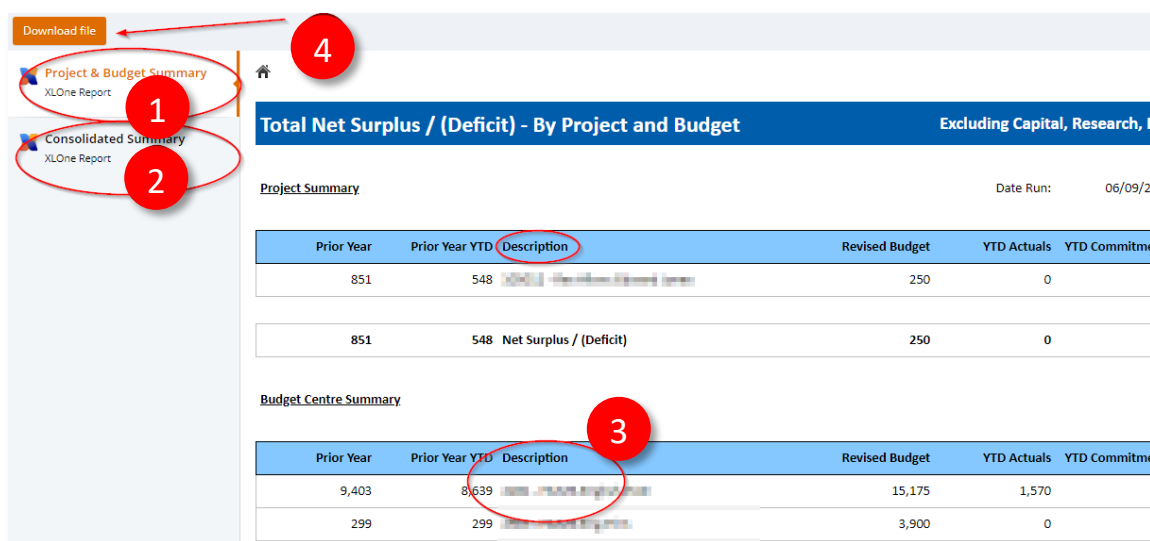 Download file
4
Project & Budget Summary
XLOne Report
1
Consolidated Summary
XLOne Report
2
Total Net Surplus / (Deficit) - By Project and Budget Excluding Capital, Research,
Project Summary Date Run: 06/09/2
Prior Year Prior Year YTD Description Revised Budget YTD Actuals YTD Commitme
851 548 250 0
851 548 Net Surplus / (Deficit) 250 0
Budget Centre Summary
3
Prior Year Prior Year YTD Description Revised Budget YTD Actuals YTD Commitme
9,403 8,639 15,175 1,570
299 299 3,900 0